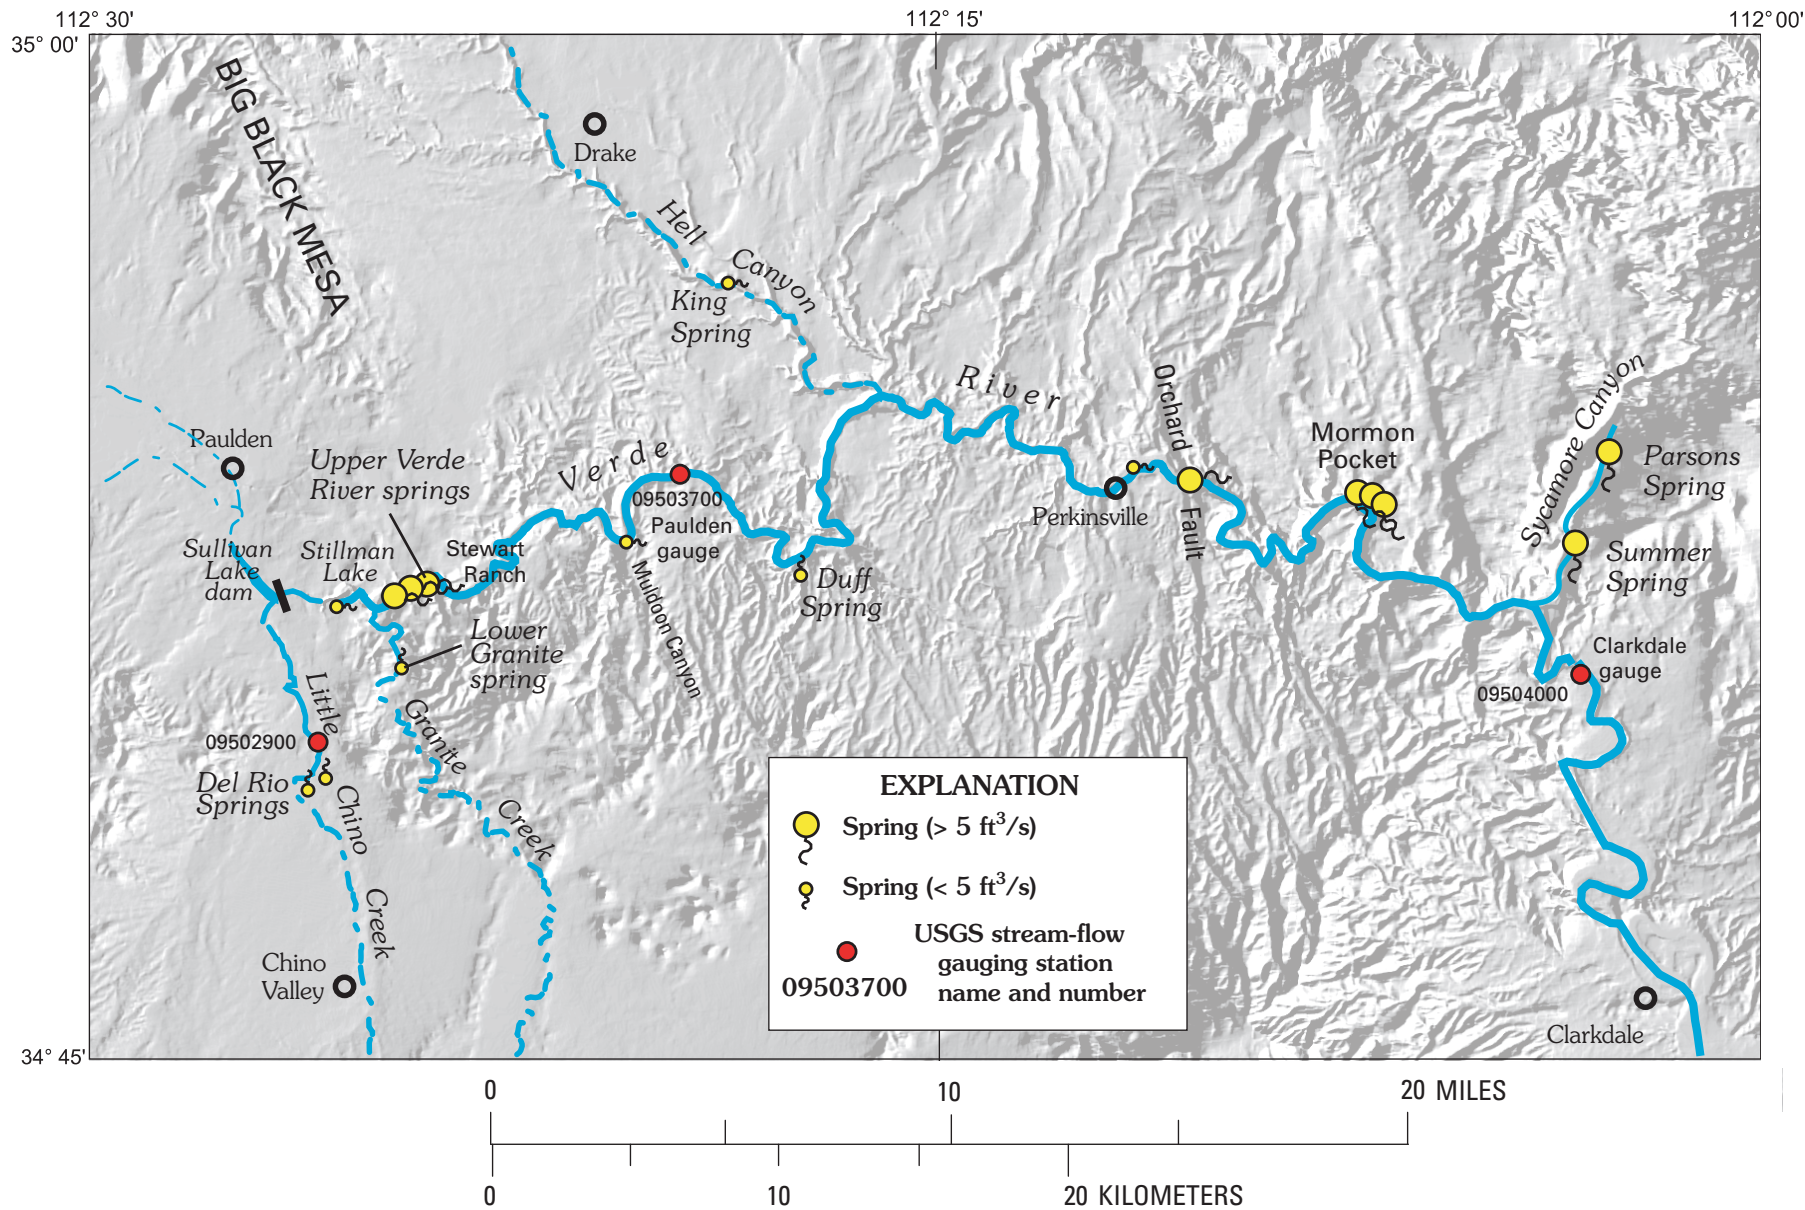 112° 30'
112° 15'
112° 00'
35° 00'
BIG BLACK MESA
Drake
Hell
Canyon
King
Spring
River
Orchard
Fault
Sycamore Canyon
Mormon
Pocket
Parsons
Spring
Paulden
Upper Verde
River springs
Verde
09503700
Paulden
gauge
Perkinsville
Sullivan
Lake
dam
Stillman
Lake
Stewart
Ranch
Muldon Canyon
Duff
Spring
Summer
Spring
Lower
Granite
spring
Clarkdale
gauge
09504000
Little
Chino
Creek
Granite
Creek
09502900
Del Rio
Springs
Chino
Valley
EXPLANATION
Spring (> 5 ft³/s)
Spring (< 5 ft³/s)
USGS stream-flow
gauging station
name and number
09503700
Clarkdale
34° 45'
0
10
20 MILES
0
10
20 KILOMETERS